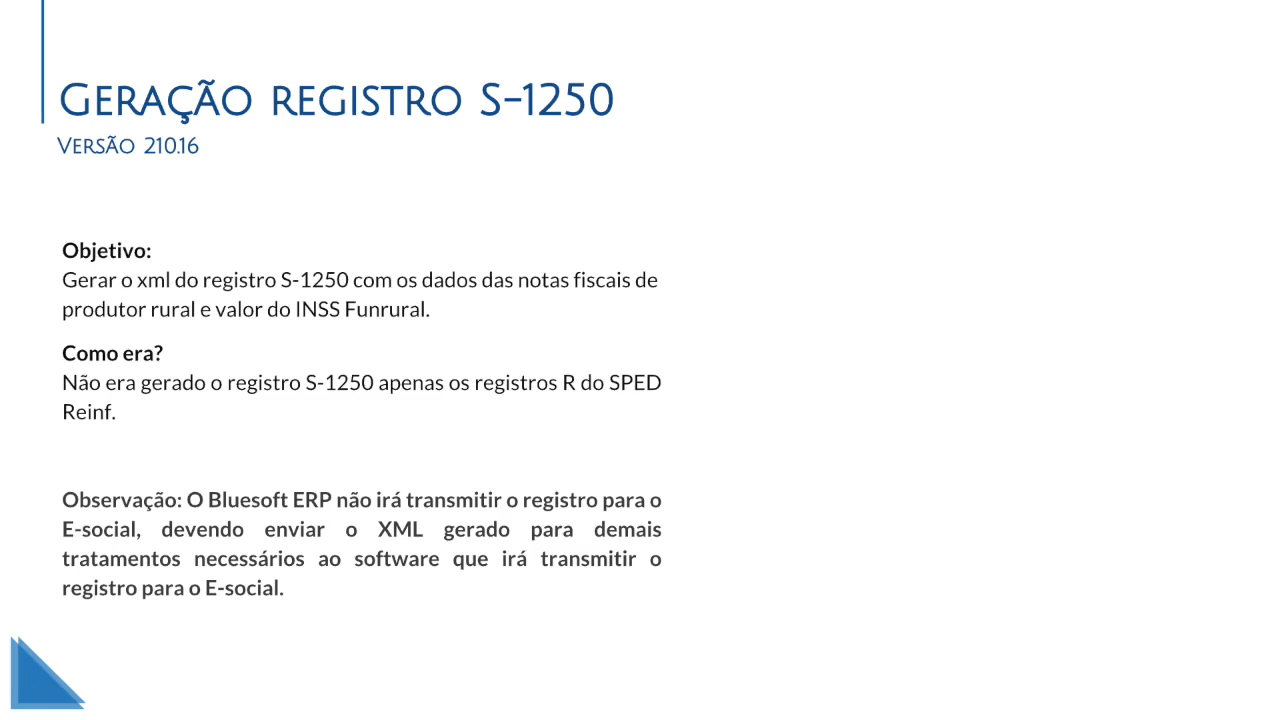 Geração registro S-1250
Versão 210.16
Objetivo:
Gerar o xml do registro S-1250 com os dados das notas fiscais de
produtor rural e valor do INSS Funrural.
Como era?
Não era gerado o registro S-1250 apenas os registros R do SPED
Reinf.
Observação: O Bluesoft ERP não irá transmitir o registro para o
E-social, devendo enviar o XML gerado para demais
tratamentos necessários ao software que irá transmitir o
registro para o E-social.